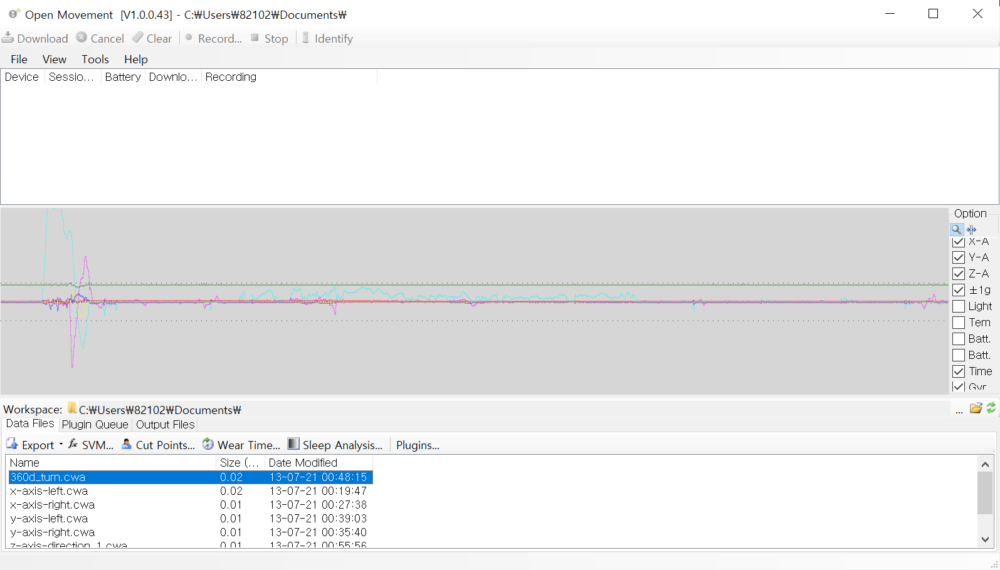 Open Movement [V1.0.0.43] - C:₩Users₩82102₩Documents₩
Download Cancel Clear Record... Stop Identify
File View Tools Help
Device Sessio... Battery Downlo... Recording
Option
X-A
Y-A
Z-A
±1g
Light
Tem
Batt.
Batt.
Time
Gyr
Workspace: C:₩Users₩82102₩Documents₩ ...
Data Files Plugin Queue Output Files
Export SVM... Cut Points... Wear Time... Sleep Analysis... Plugins...
Name Size (... Date Modified
360d_turn.cwa 0.02 13-07-21 00:48:15
x-axis-left.cwa 0.02 13-07-21 00:19:47
x-axis-right.cwa 0.01 13-07-21 00:27:38
y-axis-left.cwa 0.01 13-07-21 00:39:03
y-axis-right.cwa 0.01 13-07-21 00:35:40
z-axis-direction_1.cwa 0.01 13-07-21 00:55:56